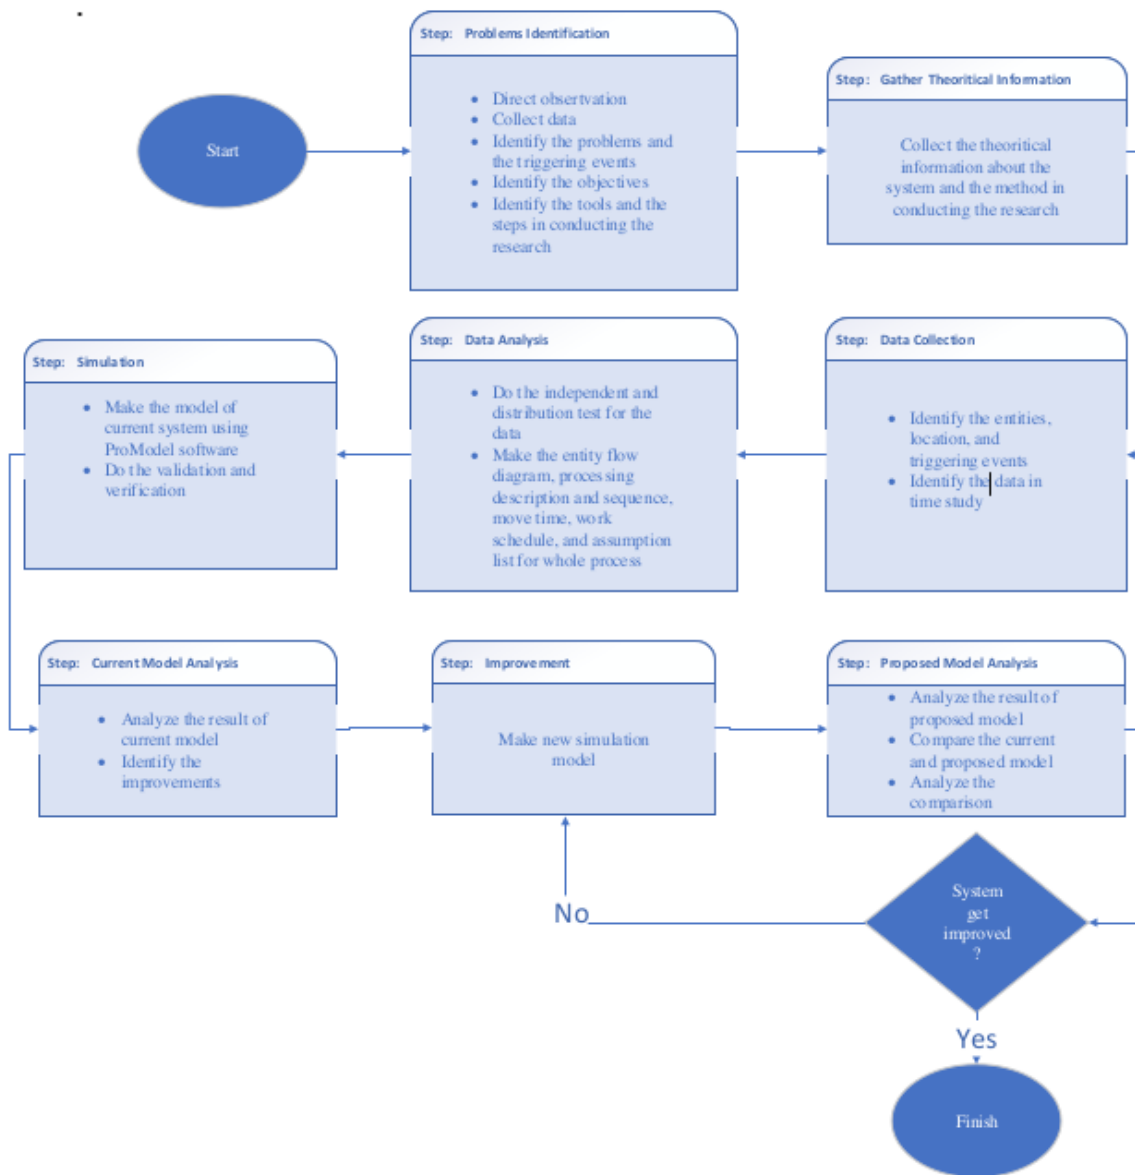 Step: Problems Identification
Direct obsertvation
Collect data
Identify the problems and
the triggering events
Identify the objectives
Identify the tools and the
steps in conducting the
research
Step: Gather Theoritical Information
Collect the theoritical
information about the
system and the method in
conducting the research
Start
Step: Simulation
Make the model of
current system using
ProModel software
Do the validation and
verification
Step: Data Analysis
Do the independent and
distribution test for the
data
Make the entity flow
diagram, processing
description and sequence,
move time, work
schedule, and assumption
list for whole process
Step: Data Collection
Identify the entities,
location, and
triggering events
Identify the data in
time study
Step: Current Model Analysis
Analyze the result of
current model
Identify the
improvements
Step: Improvement
Make new simulation
model
Step: Proposed Model Analysis
Analyze the result of
proposed model
Compare the current
and proposed model
Analyze the
comparison
No
System
get
improved
?
Yes
Finish